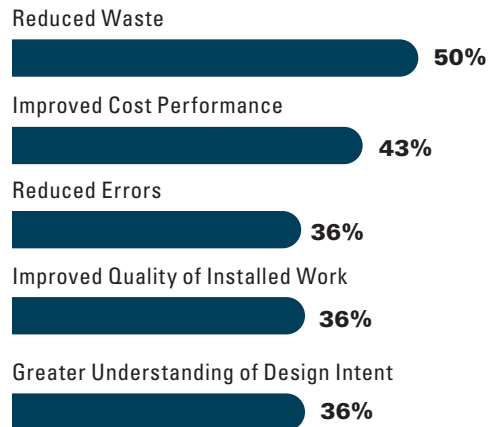 Reduced Waste
50%
Improved Cost Performance
43%
Reduced Errors
36%
Improved Quality of Installed Work
36%
Greater Understanding of Design Intent
36%